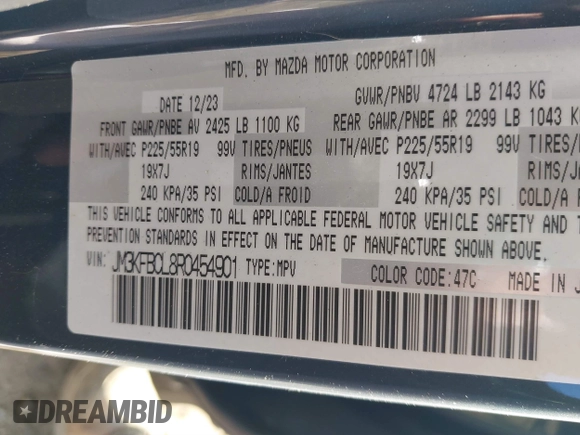 MFD. BY MAZDA MOTOR CORPORATION
DATE 12/23 GVWR/PNBV 4724 LB 2143 KG
FRONT GAWR/PNBE AV 2425 LB 1100 KG REAR GAWR/PNBE AR 2299 LB 1043 KG
WITH/AVEC P225/55R19 99V TIRES/PNEUS WITH/AVEC P225/55R19 99V TIRES/P
19X7J RIMS/JANTES 19X7J RIMS/J
240 KPA/35 PSI COLD/A FROID 240 KPA/35 PSI COLD/A
THIS VEHICLE CONFORMS TO ALL APPLICABLE FEDERAL MOTOR VEHICLE SAFETY AND T
PREVENTION STANDARDS IN EFFECT ON THE DATE OF MANUFACTURE SHOWN ABOVE.
VIN: JM3KFBCL8R0454901 TYPE:MPV COLOR CODE:47C MADE IN J
DREAMBID